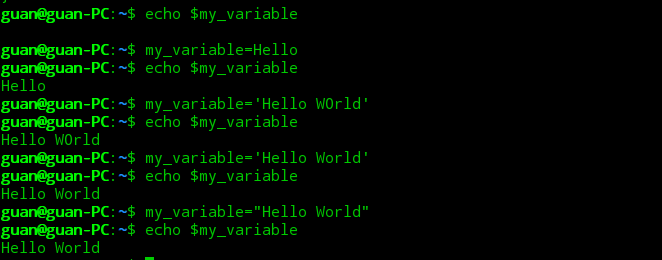 guan@guan-PC:~$ echo $my_variable
guan@guan-PC:~$ my_variable=Hello
guan@guan-PC:~$ echo $my_variable
Hello
guan@guan-PC:~$ my_variable='Hello WOrld'
guan@guan-PC:~$ echo $my_variable
Hello WOrld
guan@guan-PC:~$ my_variable='Hello World'
guan@guan-PC:~$ echo $my_variable
Hello World
guan@guan-PC:~$ my_variable="Hello World"
guan@guan-PC:~$ echo $my_variable
Hello World